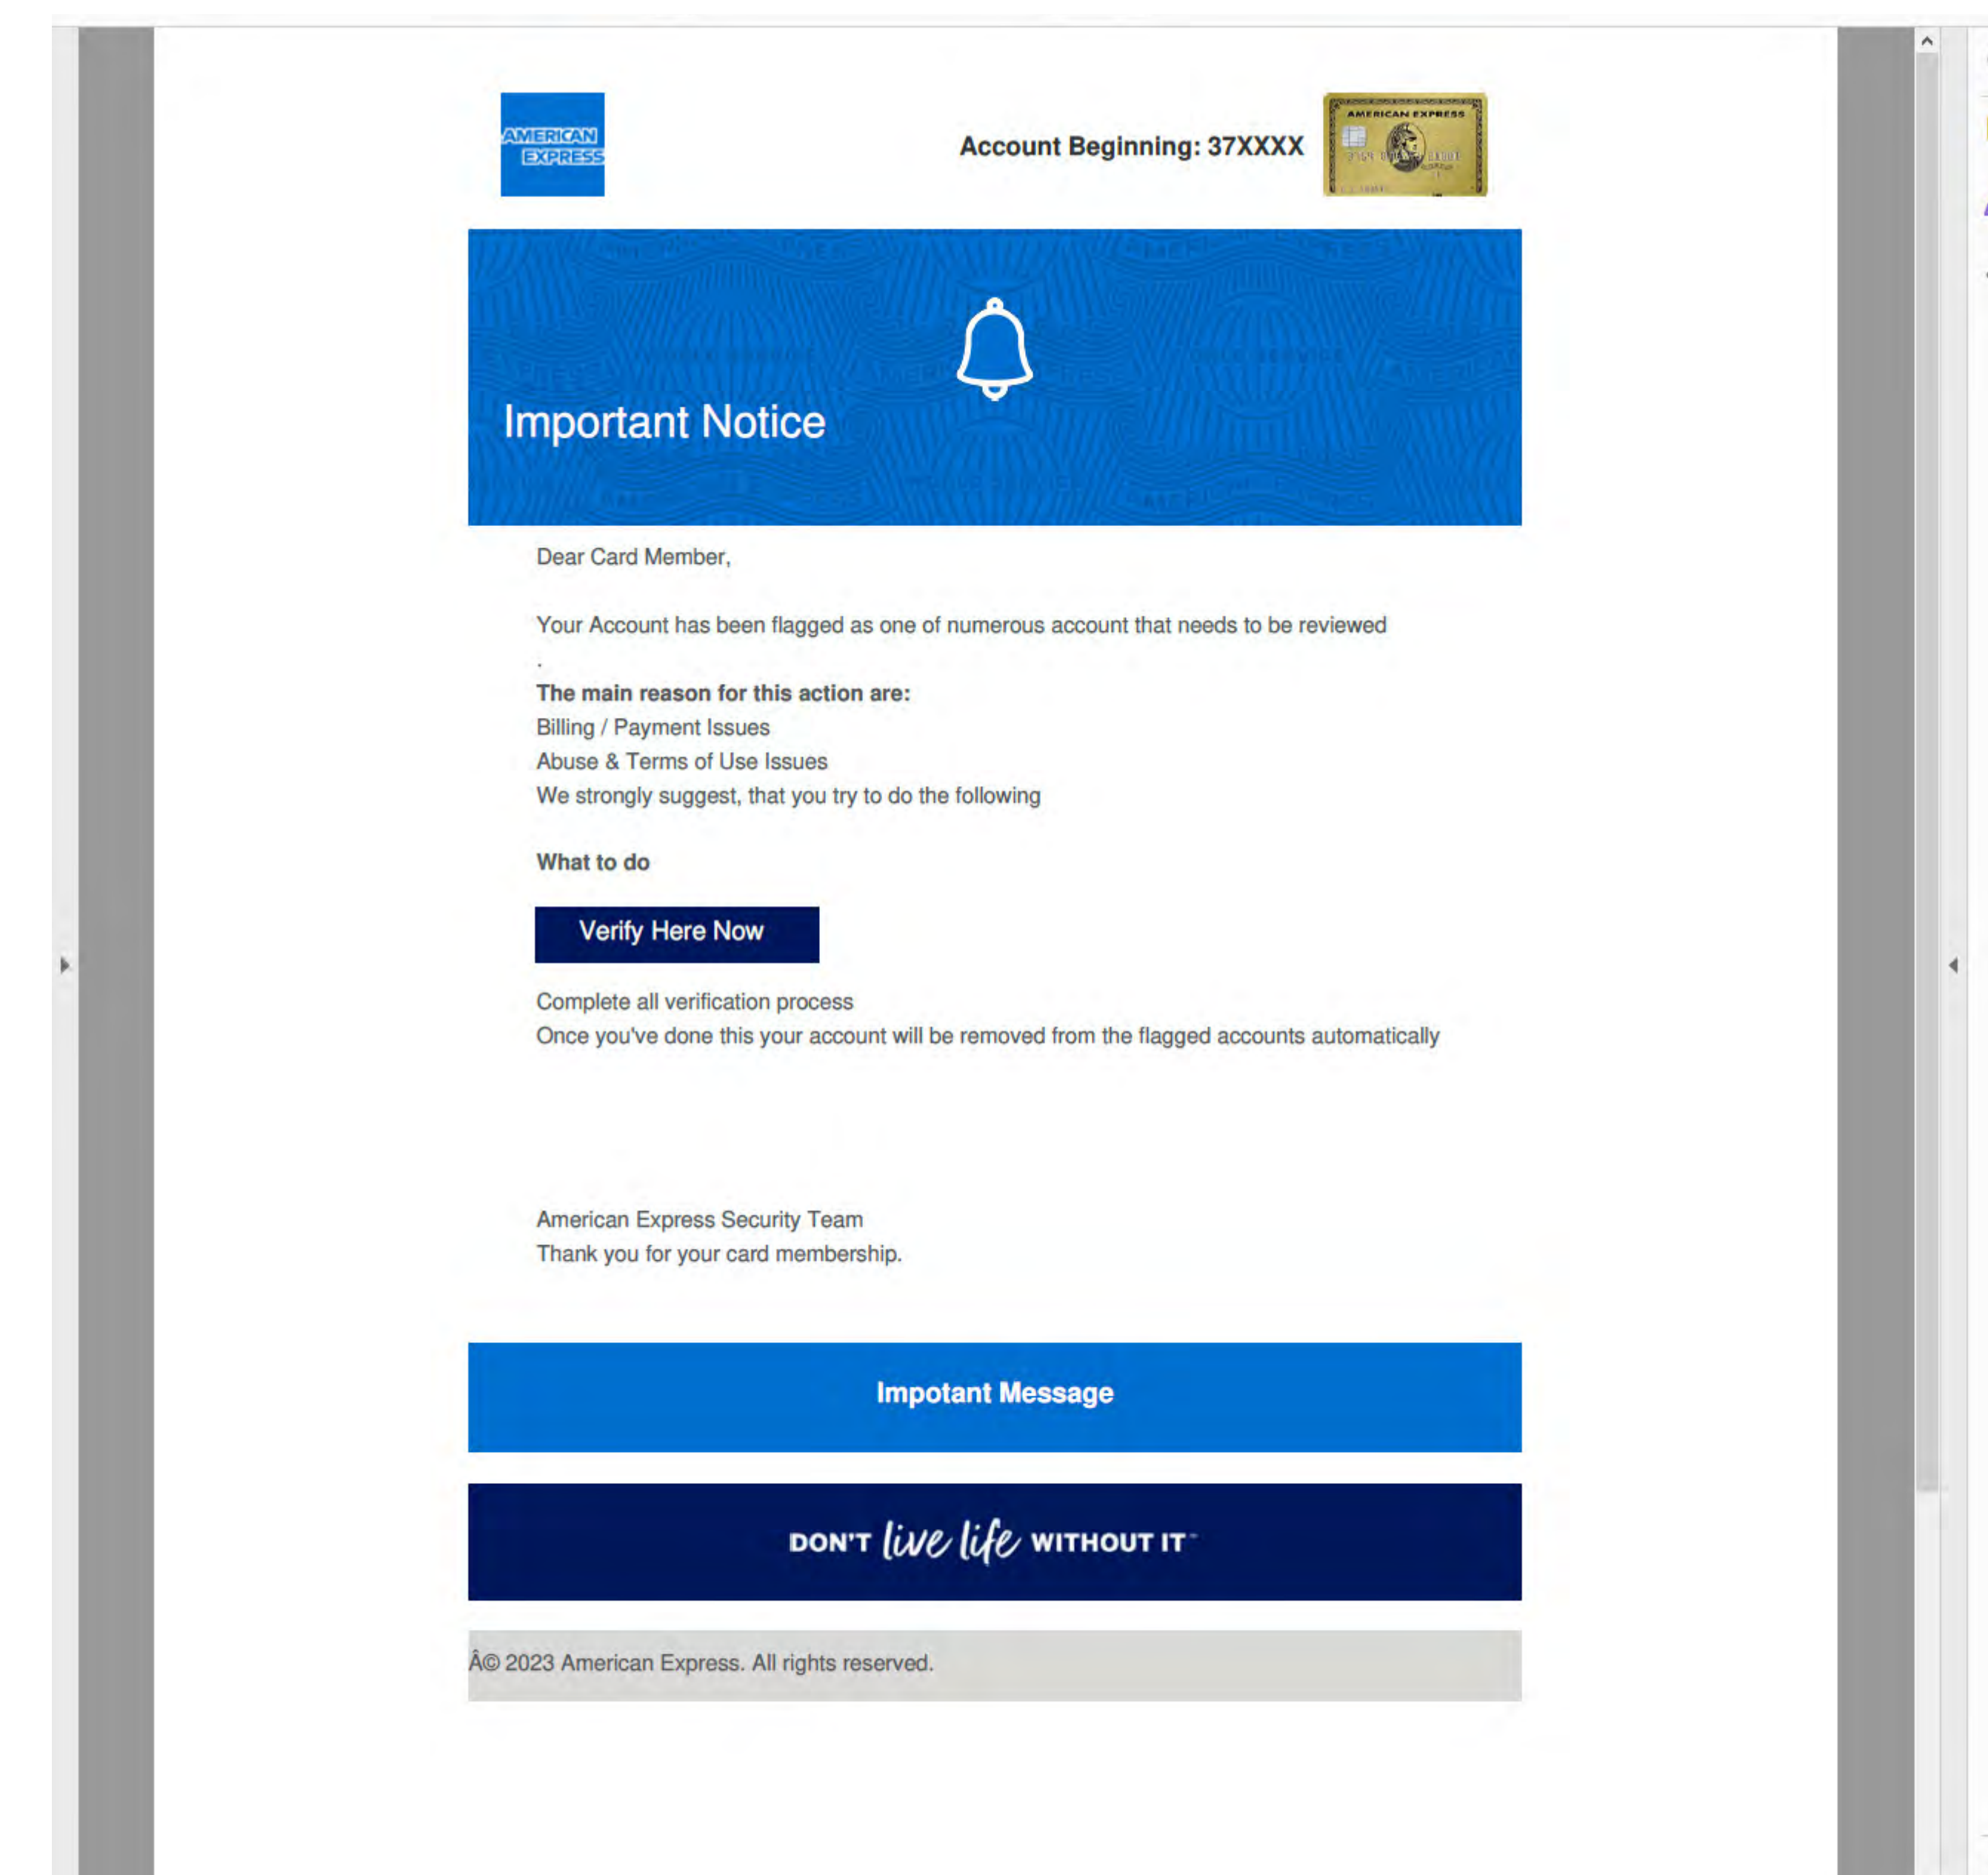 AMERICAN
EXPRESS
Account Beginning: 37XXXX
AMERICAN EXPRESS
Important Notice
Dear Card Member,
Your Account has been flagged as one of numerous account that needs to be reviewed
.
The main reason for this action are:
Billing / Payment Issues
Abuse & Terms of Use Issues
We strongly suggest, that you try to do the following
What to do
Verify Here Now
Complete all verification process
Once you've done this your account will be removed from the flagged accounts automatically
American Express Security Team
Thank you for your card membership.
Impotant Message
DON'T live life WITHOUT IT™
Â© 2023 American Express. All rights reserved.